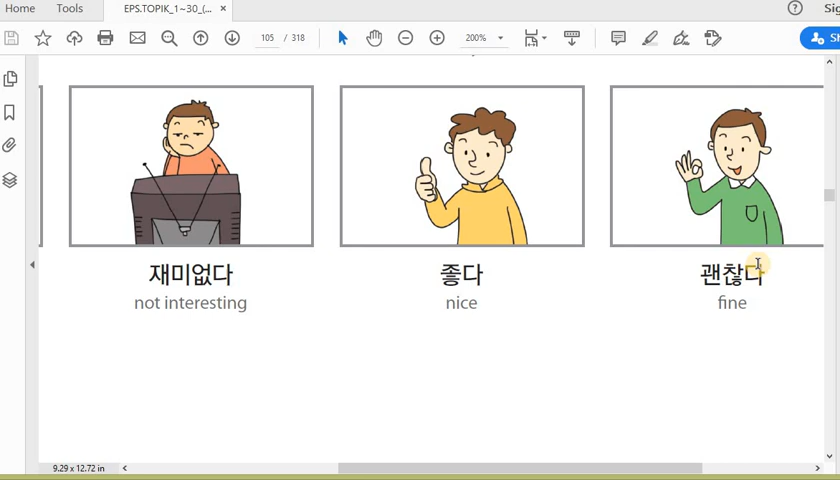 Home Tools EPS.TOPIK_1~30_(... × ? Sig
105 / 318 200%
재미없다 좋다 괜찮다
not interesting nice fine
9.29 x 12.72 in